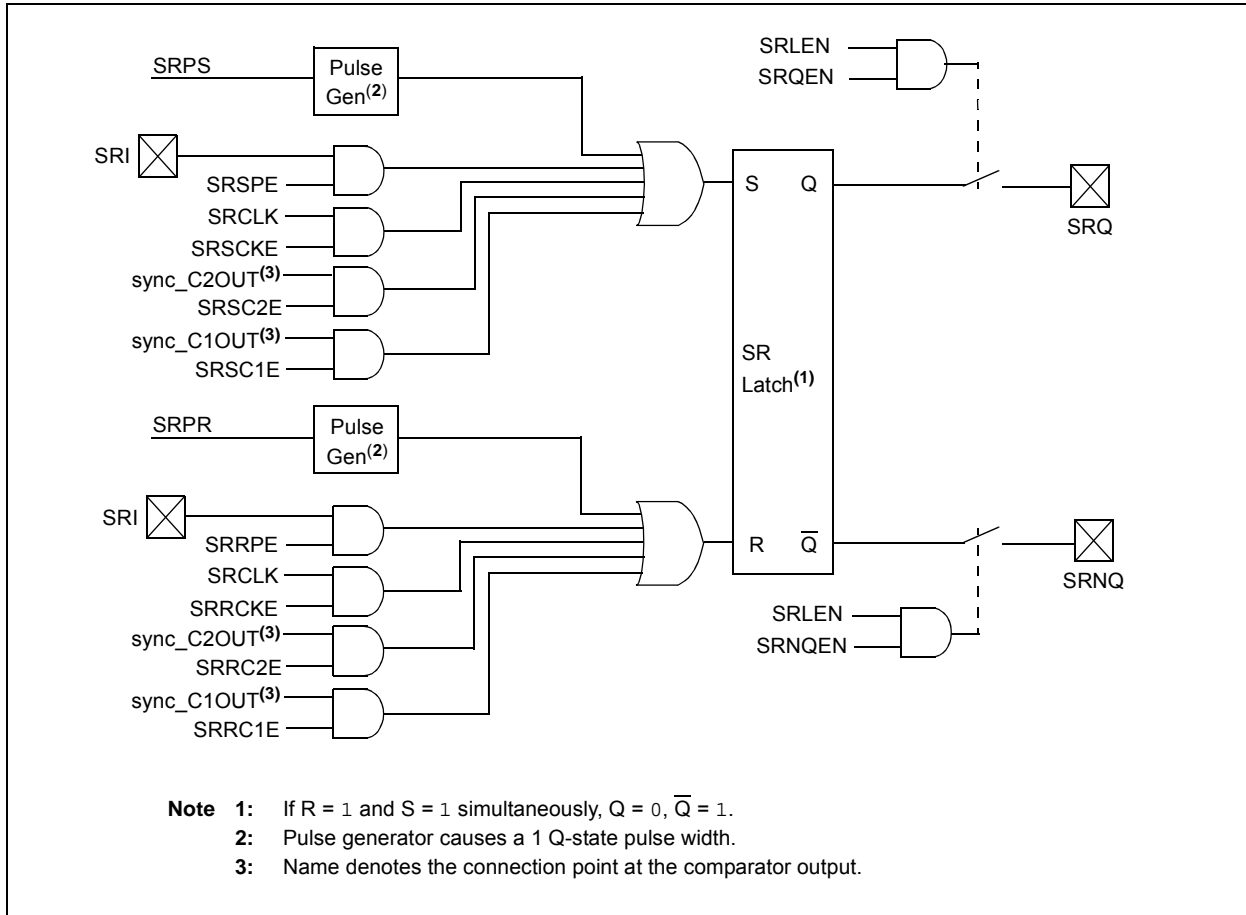 SRPS
Pulse
Gen(2)
SRI
SRSPE
SRCLK
SRSCKE
sync_C2OUT(3)
SRSC2E
sync_C1OUT(3)
SRSC1E
SRLEN
SRQEN
S Q
SRQ
SR
Latch(1)
SRPR
Pulse
Gen(2)
SRI
SRRPE
SRCLK
SRRCKE
sync_C2OUT(3)
SRRC2E
sync_C1OUT(3)
SRRC1E
R Q̅
SRNQ
SRLEN
SRNQEN
Note 1: If R = 1 and S = 1 simultaneously, Q = 0, Q̅ = 1.
2: Pulse generator causes a 1 Q-state pulse width.
3: Name denotes the connection point at the comparator output.